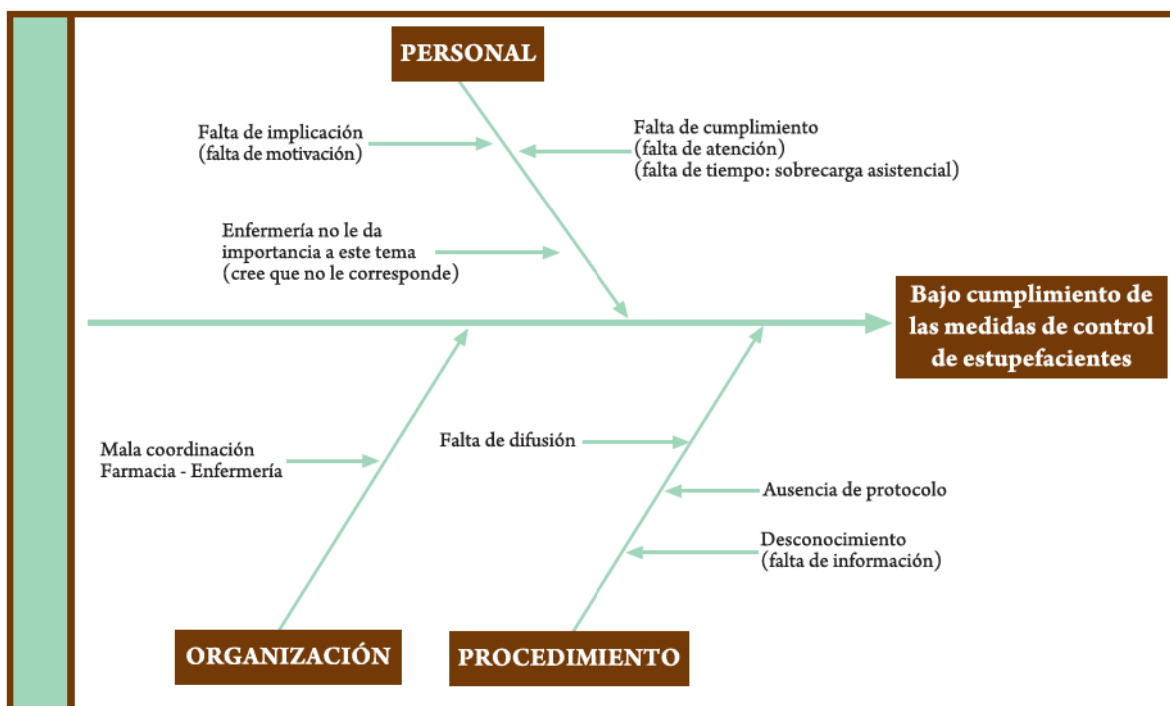 PERSONAL
Falta de implicación
(falta de motivación)
Falta de cumplimiento
(falta de atención)
(falta de tiempo: sobrecarga asistencial)
Enfermería no le da
importancia a este tema
(cree que no le corresponde)
Bajo cumplimiento de
las medidas de control
de estupefacientes
Mala coordinación
Farmacia - Enfermería
Falta de difusión
Ausencia de protocolo
Desconocimiento
(falta de información)
ORGANIZACIÓN
PROCEDIMIENTO